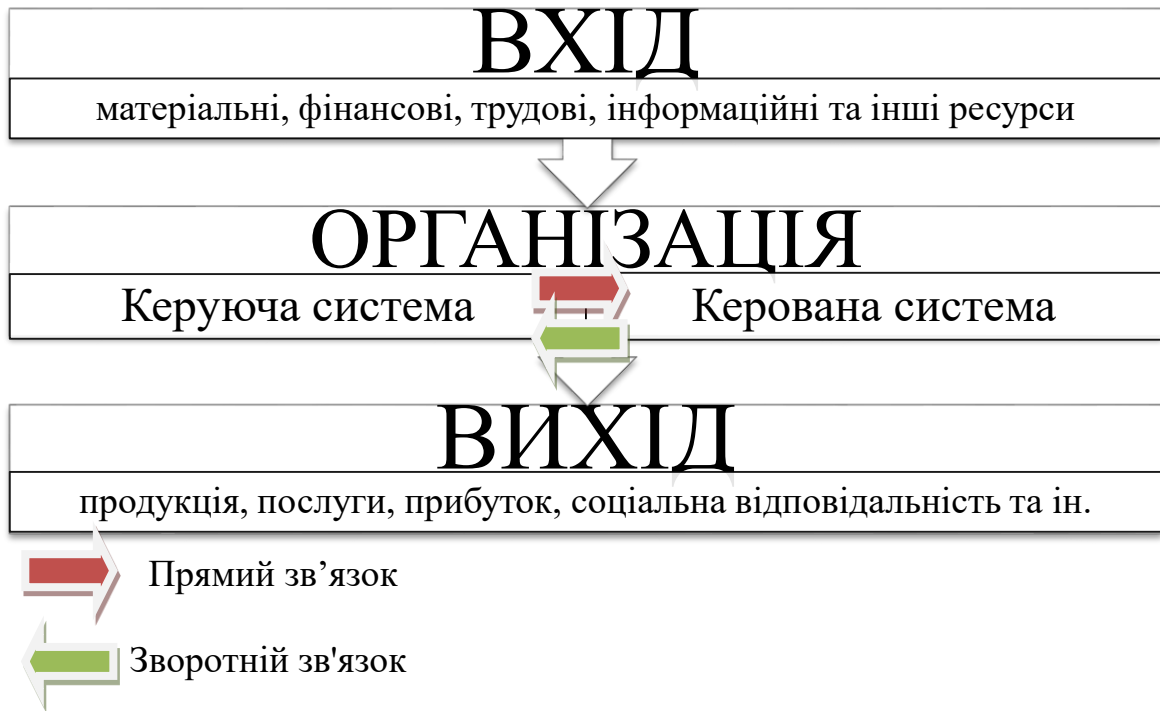 ВХІД
матеріальні, фінансові, трудові, інформаційні та інші ресурси
ОРГАНІЗАЦІЯ
Керуюча система Керована система
ВИХІД
продукція, послуги, прибуток, соціальна відповідальність та ін.
Прямий зв’язок
Зворотній зв'язок